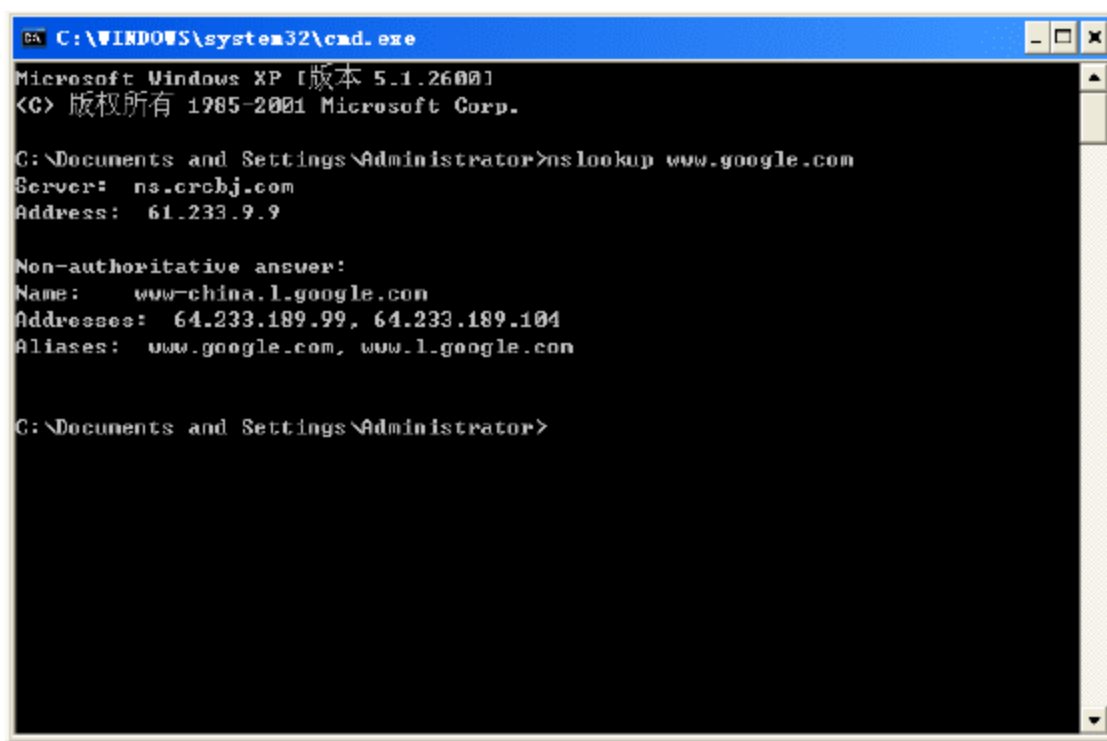 C:\WINDOWS\system32\cmd.exe
Microsoft Windows XP [版本 5.1.2600]
(C) 版权所有 1985-2001 Microsoft Corp.
C:\Documents and Settings\Administrator>nslookup www.google.com
Server:  ns.crcbj.com
Address:  61.233.9.9
Non-authoritative answer:
Name:    www-china.l.google.com
Addresses:  64.233.189.99, 64.233.189.104
Aliases:  www.google.com, www.l.google.com
C:\Documents and Settings\Administrator>